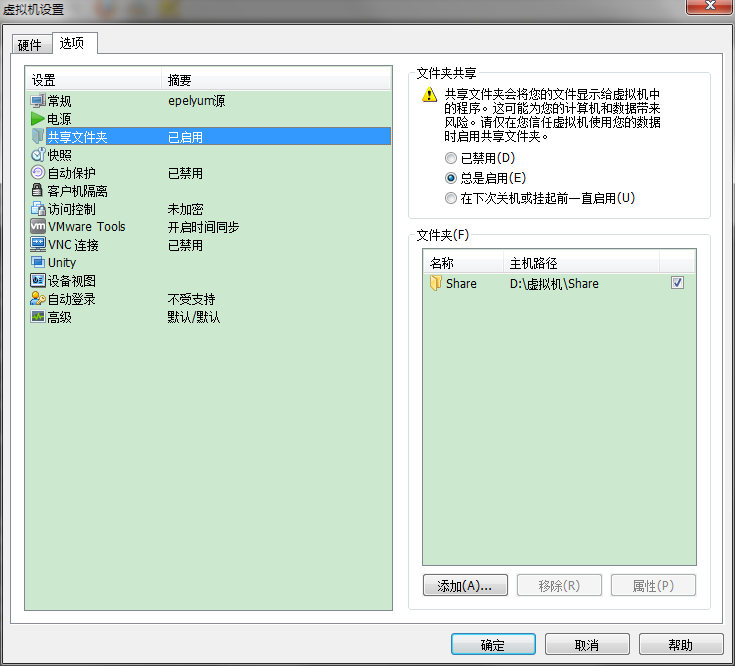 虚拟机设置
硬件 选项
设置 摘要
常规 epelyum源
电源
共享文件夹 已启用
快照
自动保护 已禁用
客户机隔离
访问控制 未加密
VMware Tools 开启时间同步
VNC 连接 已禁用
Unity
设备视图
自动登录 不受支持
高级 默认/默认
文件夹共享
共享文件夹会将您的文件显示给虚拟机中
的程序。这可能为您的计算机和数据带来
风险。请仅在您信任虚拟机使用您的数据
时启用共享文件夹。
已禁用(D)
总是启用(E)
在下次关机或挂起前一直启用(U)
文件夹(F)
名称 主机路径
Share D:\虚拟机\Share
添加(A)... 移除(R) 属性(P)
确定 取消 帮助